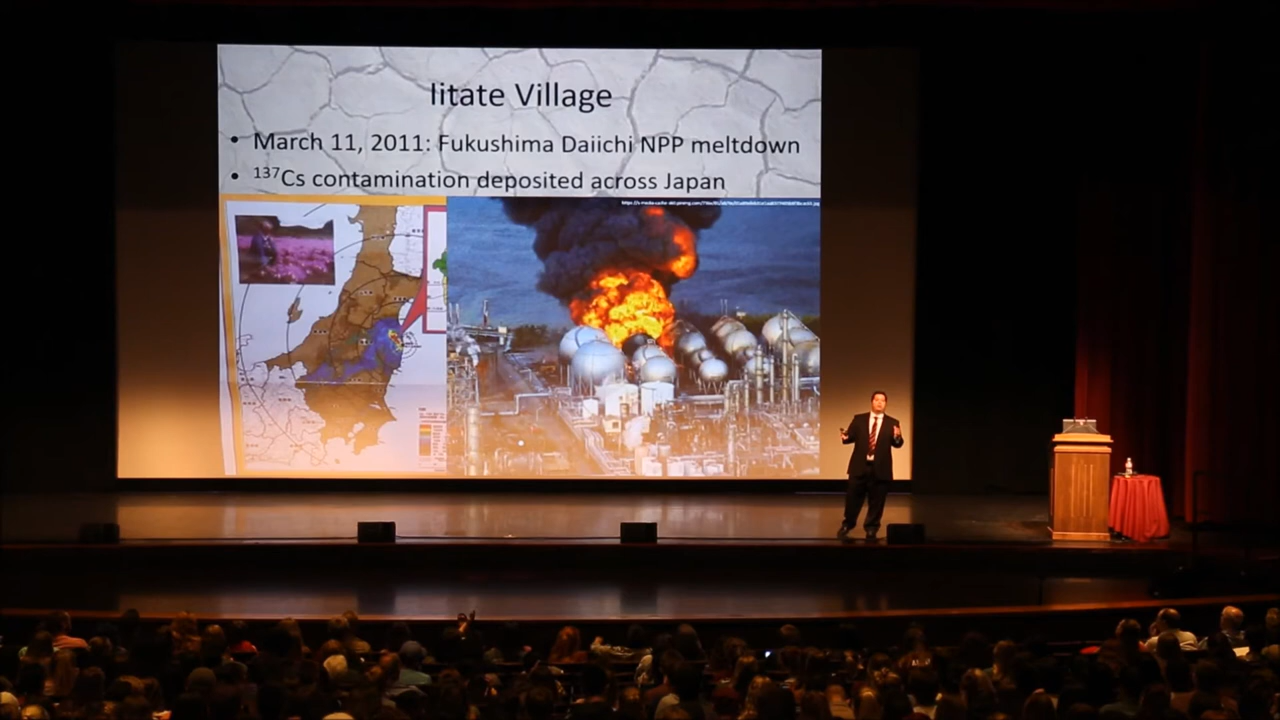 Iitate Village
• March 11, 2011: Fukushima Daiichi NPP meltdown
• ¹³⁷Cs contamination deposited across Japan